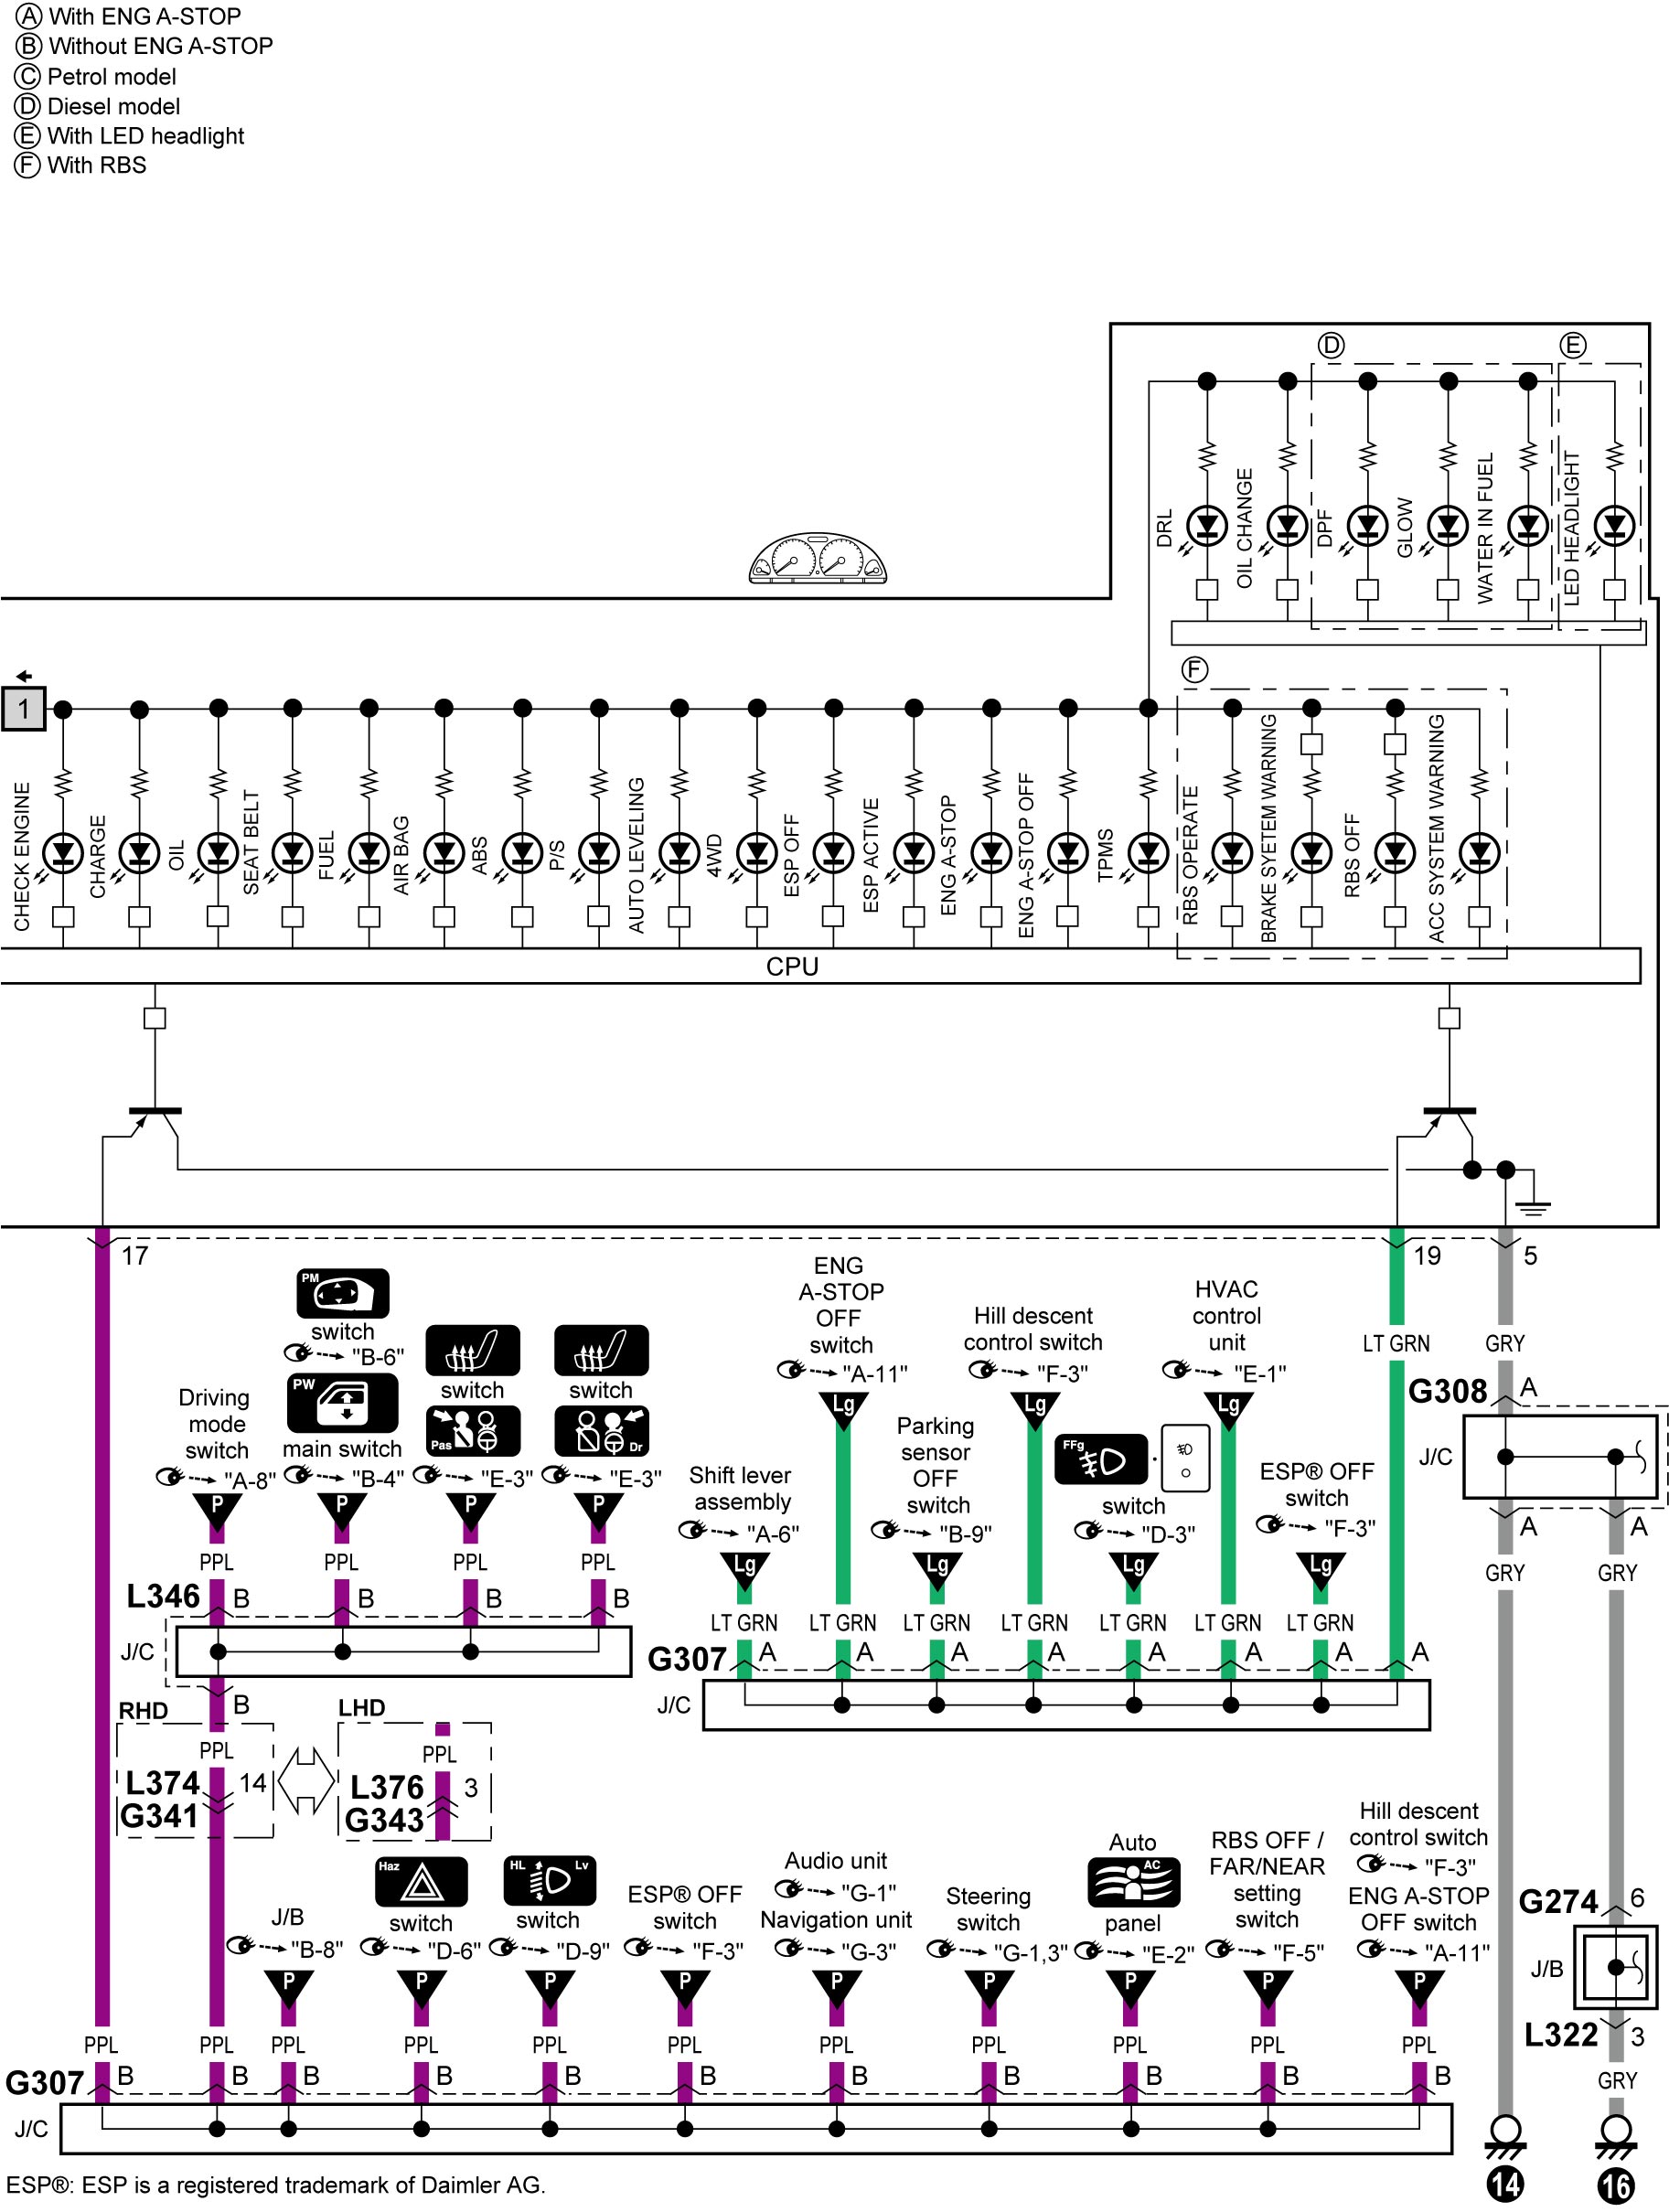 Ⓐ With ENG A-STOP
Ⓑ Without ENG A-STOP
Ⓒ Petrol model
Ⓓ Diesel model
Ⓔ With LED headlight
Ⓕ With RBS
Ⓓ
Ⓔ
DRL
OIL CHANGE
DPF
GLOW
WATER IN FUEL
LED HEADLIGHT
Ⓕ
1
CHECK ENGINE
CHARGE
OIL
SEAT BELT
FUEL
AIR BAG
ABS
P/S
AUTO LEVELING
4WD
ESP OFF
ESP ACTIVE
ENG A-STOP
ENG A-STOP OFF
TPMS
RBS OPERATE
BRAKE SYETEM WARNING
RBS OFF
ACC SYSTEM WARNING
CPU
17
19
5
LT GRN
GRY
G308
A
J/C
A
A
GRY
GRY
PM
switch
"B-6"
PW
main switch
"B-4"
Driving
mode
switch
"A-8"
switch
Pas
"E-3"
switch
Dr
"E-3"
P
P
P
P
PPL
PPL
PPL
PPL
L346
B
B
B
B
J/C
B
ENG
A-STOP
OFF
switch
"A-11"
Hill descent
control switch
"F-3"
HVAC
control
unit
"E-1"
Shift lever
assembly
"A-6"
Parking
sensor
OFF
switch
"B-9"
FFg
switch
"D-3"
ESP® OFF
switch
"F-3"
Lg
Lg
Lg
Lg
Lg
Lg
Lg
LT GRN
LT GRN
LT GRN
LT GRN
LT GRN
LT GRN
LT GRN
G307
A
A
A
A
A
A
A
A
J/C
RHD
PPL
L374
14
G341
LHD
PPL
L376
3
G343
J/B
"B-8"
Haz
switch
"D-6"
HL
Lv
switch
"D-9"
ESP® OFF
switch
"F-3"
Audio unit
"G-1"
Navigation unit
"G-3"
Steering
switch
"G-1,3"
Auto
AC
panel
"E-2"
RBS OFF /
FAR/NEAR
setting
switch
"F-5"
Hill descent
control switch
"F-3"
ENG A-STOP
OFF switch
"A-11"
P
P
P
P
P
P
P
P
P
PPL
PPL
PPL
PPL
PPL
PPL
PPL
PPL
PPL
PPL
PPL
G307
B
B
B
B
B
B
B
B
B
B
B
J/C
G274
6
J/B
L322
3
GRY
14
16
ESP®: ESP is a registered trademark of Daimler AG.